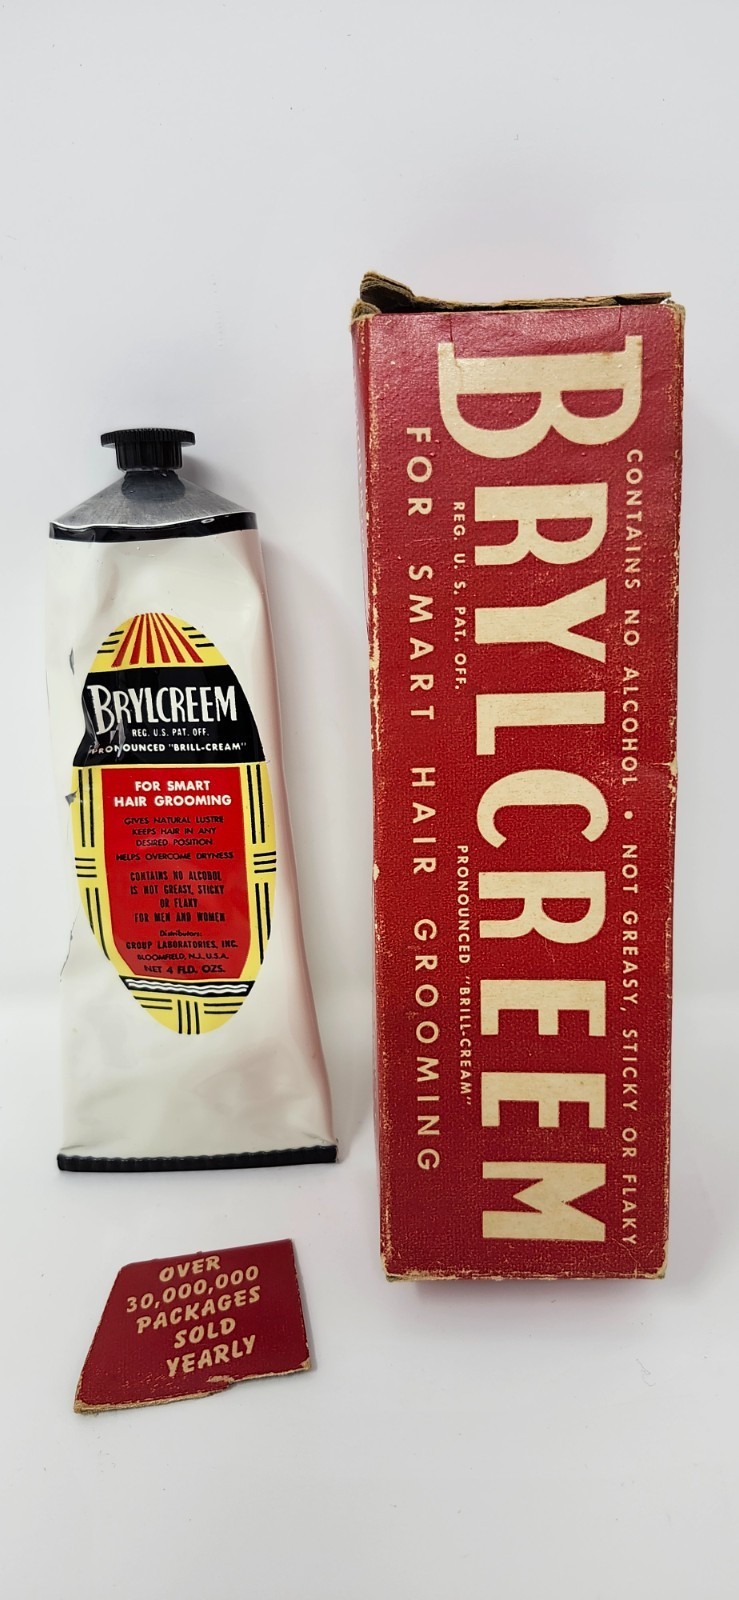 BRYLCREEM
REG. U.S. PAT. OFF.
PRONOUNCED "BRILL-CREAM"
FOR SMART
HAIR GROOMING
GIVES NATURAL LUSTRE
KEEPS HAIR IN ANY
DESIRED POSITION
HELPS OVERCOME DRYNESS
CONTAINS NO ALCOHOL
IS NOT GREASY, STICKY
OR FLAKY
FOR MEN AND WOMEN
Distributors:
GROUP LABORATORIES, INC.
BLOOMFIELD, N.J., U.S.A.
NET 4 FLD. OZS.
CONTAINS NO ALCOHOL • NOT GREASY, STICKY OR FLAKY
BRYLCREEM
REG. U. S. PAT. OFF. PRONOUNCED "BRILL-CREAM"
FOR SMART HAIR GROOMING
OVER
30,000,000
PACKAGES
SOLD
YEARLY